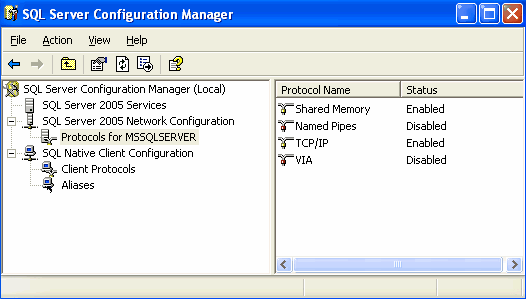 SQL Server Configuration Manager
File Action View Help
SQL Server Configuration Manager (Local)
SQL Server 2005 Services
SQL Server 2005 Network Configuration
Protocols for MSSQLSERVER
SQL Native Client Configuration
Client Protocols
Aliases
Protocol Name Status
Shared Memory Enabled
Named Pipes Disabled
TCP/IP Enabled
VIA Disabled